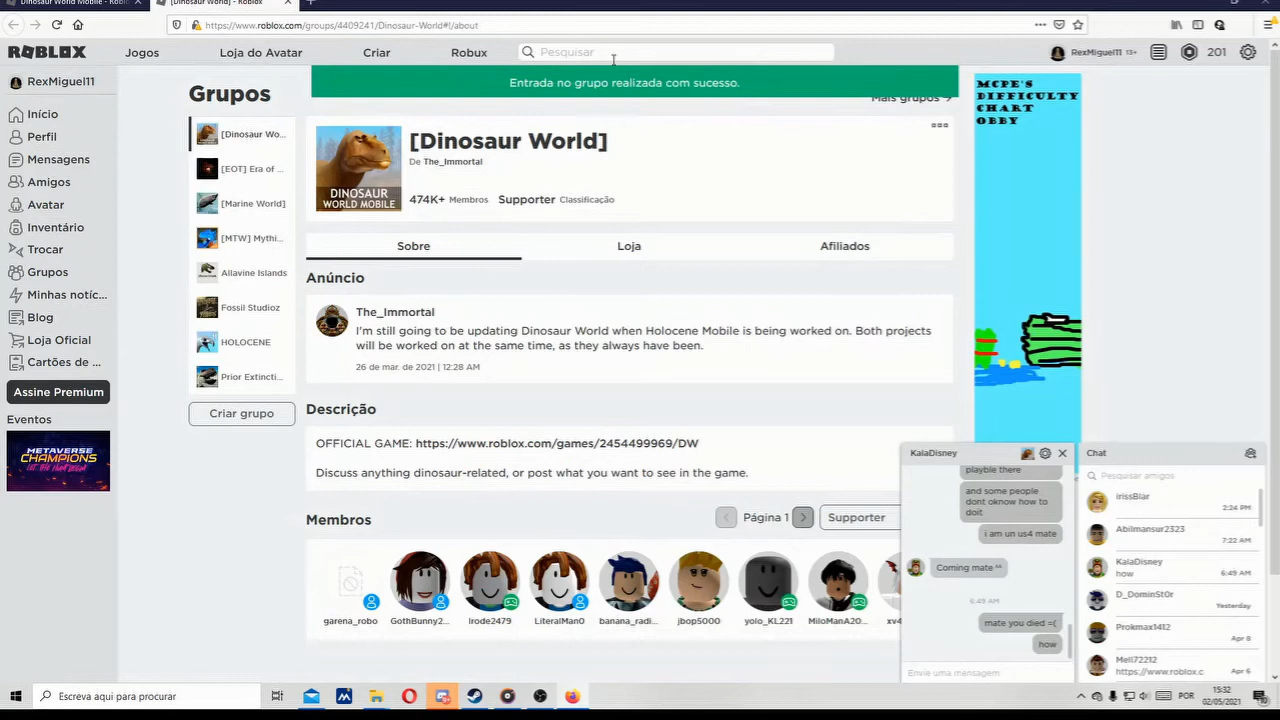 Dinosaur World Mobile - Roblox
[Dinosaur World] - Roblox
https://www.roblox.com/groups/4409241/Dinosaur-World#!/about
ROBLOX
Jogos
Loja do Avatar
Criar
Robux
Pesquisar
RexMiguel11 13+
201
RexMiguel11
Início
Perfil
Mensagens
Amigos
Avatar
Inventário
Trocar
Grupos
Minhas notíc...
Blog
Loja Oficial
Cartões de ...
Assine Premium
Eventos
METAVERSE
CHAMPIONS
Grupos
[Dinosaur Wo...
[EOT] Era of ...
[Marine World]
[MTW] Mythi...
Allavine Islands
Fossil Studioz
HOLOCENE
Prior Extincti...
Criar grupo
Entrada no grupo realizada com sucesso.
Mais grupos
DINOSAUR
WORLD MOBILE
[Dinosaur World]
De The_Immortal
474K+ Membros Supporter Classificação
Sobre
Loja
Afiliados
Anúncio
The_Immortal
I'm still going to be updating Dinosaur World when Holocene Mobile is being worked on. Both projects
will be worked on at the same time, as they always have been.
26 de mar. de 2021 | 12:28 AM
Descrição
OFFICIAL GAME: https://www.roblox.com/games/2454499969/DW
Discuss anything dinosaur-related, or post what you want to see in the game.
Membros
Página 1
Supporter
garena_robo
GothBunny2...
lrode2479
LiteralMan0
banana_radi...
jbop5000
yolo_KL221
MiloManA20...
xv4
MCPE'S
DIFFICULTY
CHART
OBBY
KaiaDisney
playble there
and some people
dont oknow how to
doit
i am un us4 mate
Coming mate ^^
6:49 AM
mate you died =(
how
Envie uma mensagem
Chat
Pesquisar amigos
irissBlar
2:24 PM
Abilmansur2323
7:22 AM
KaiaDisney
how
6:49 AM
D_DominSt0r
Yesterday
Prokmax1412
Apr 8
Mell72212
https://www.roblox.c
Apr 6
Escreva aqui para procurar
POR
15:32
02/05/2021